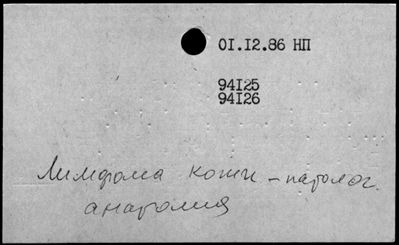 01.12.86 НП
94125
94126
Лимфома кожи – патолог.
анатомия